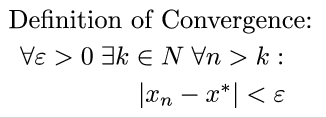 Definition of Convergence:
∀ε > 0 ∃k ∈ N ∀n > k :
|xₙ − x*| < ε